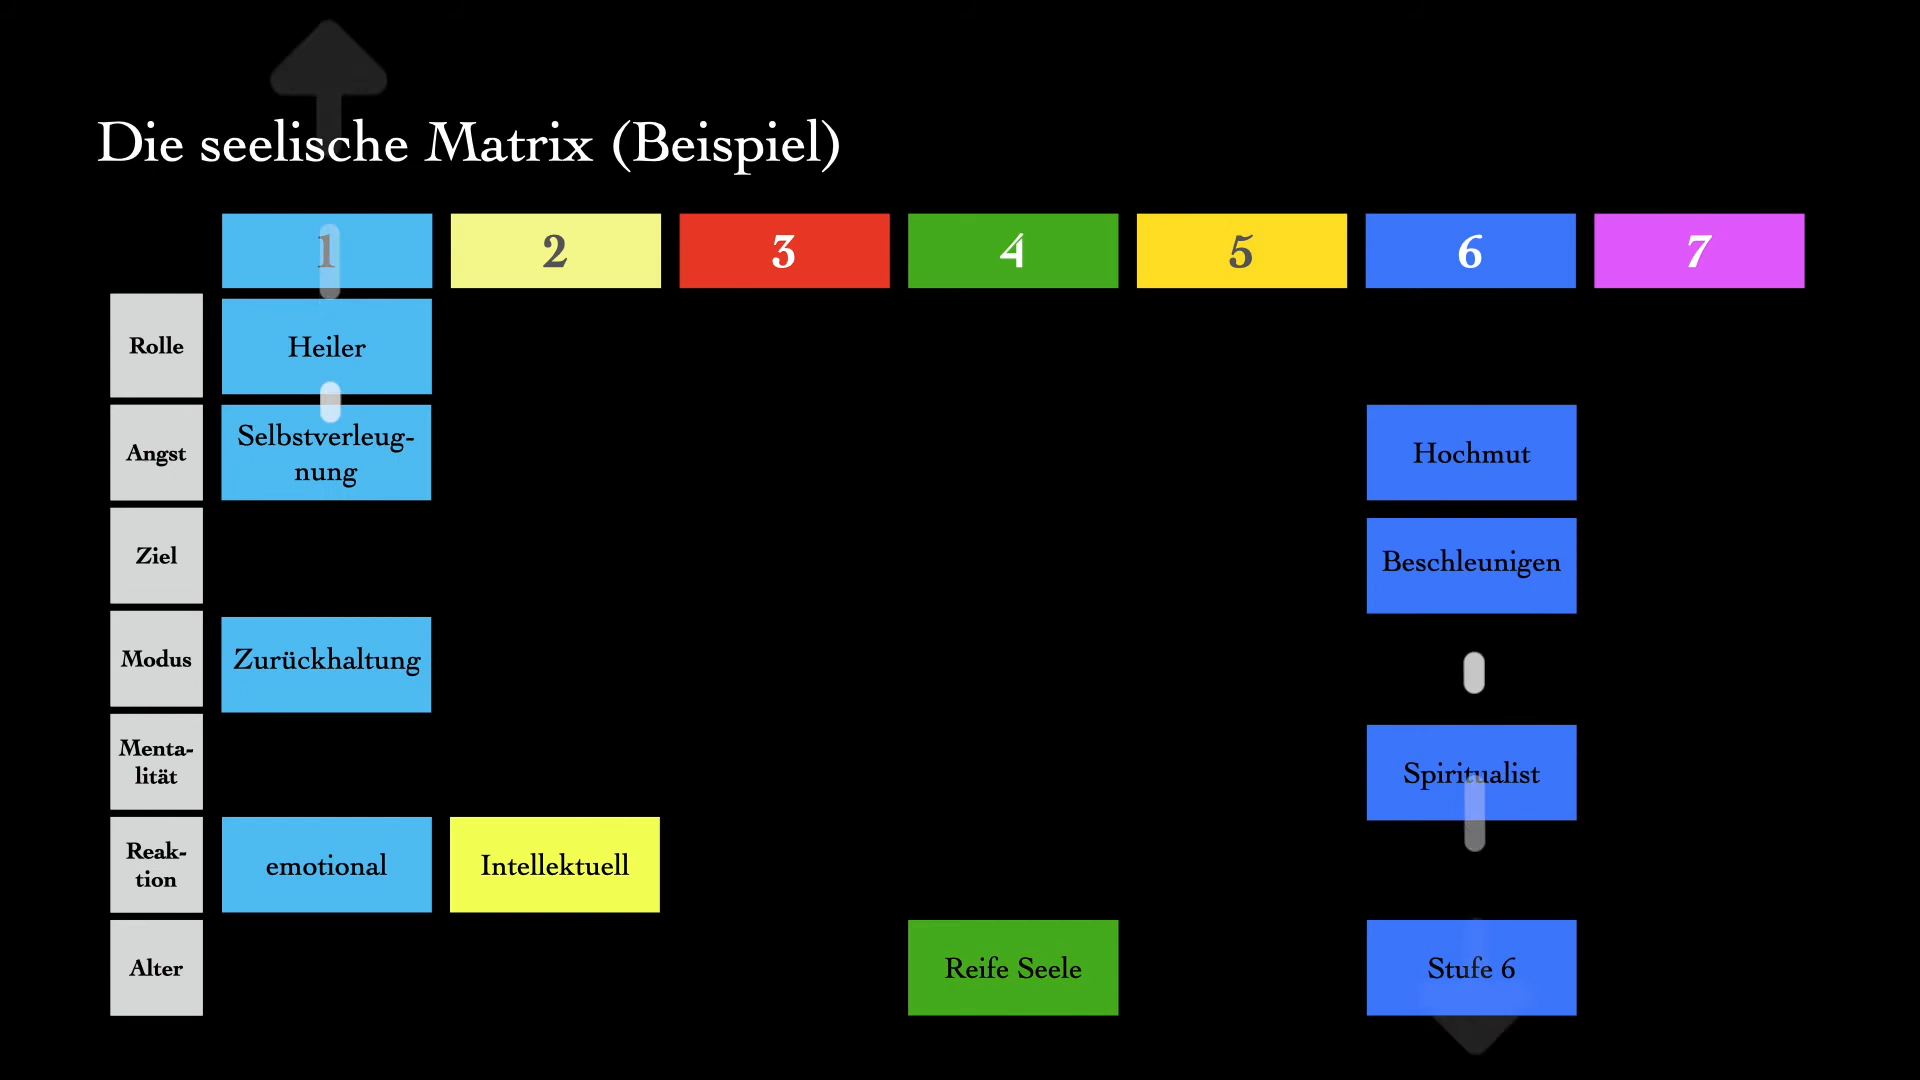 Die seelische Matrix (Beispiel)
1 2 3 4 5 6 7
Rolle Heiler
Angst Selbstverleug-
nung Hochmut
Ziel Beschleunigen
Modus Zurückhaltung
Menta-
lität Spiritualist
Reak-
tion emotional Intellektuell
Alter Reife Seele Stufe 6